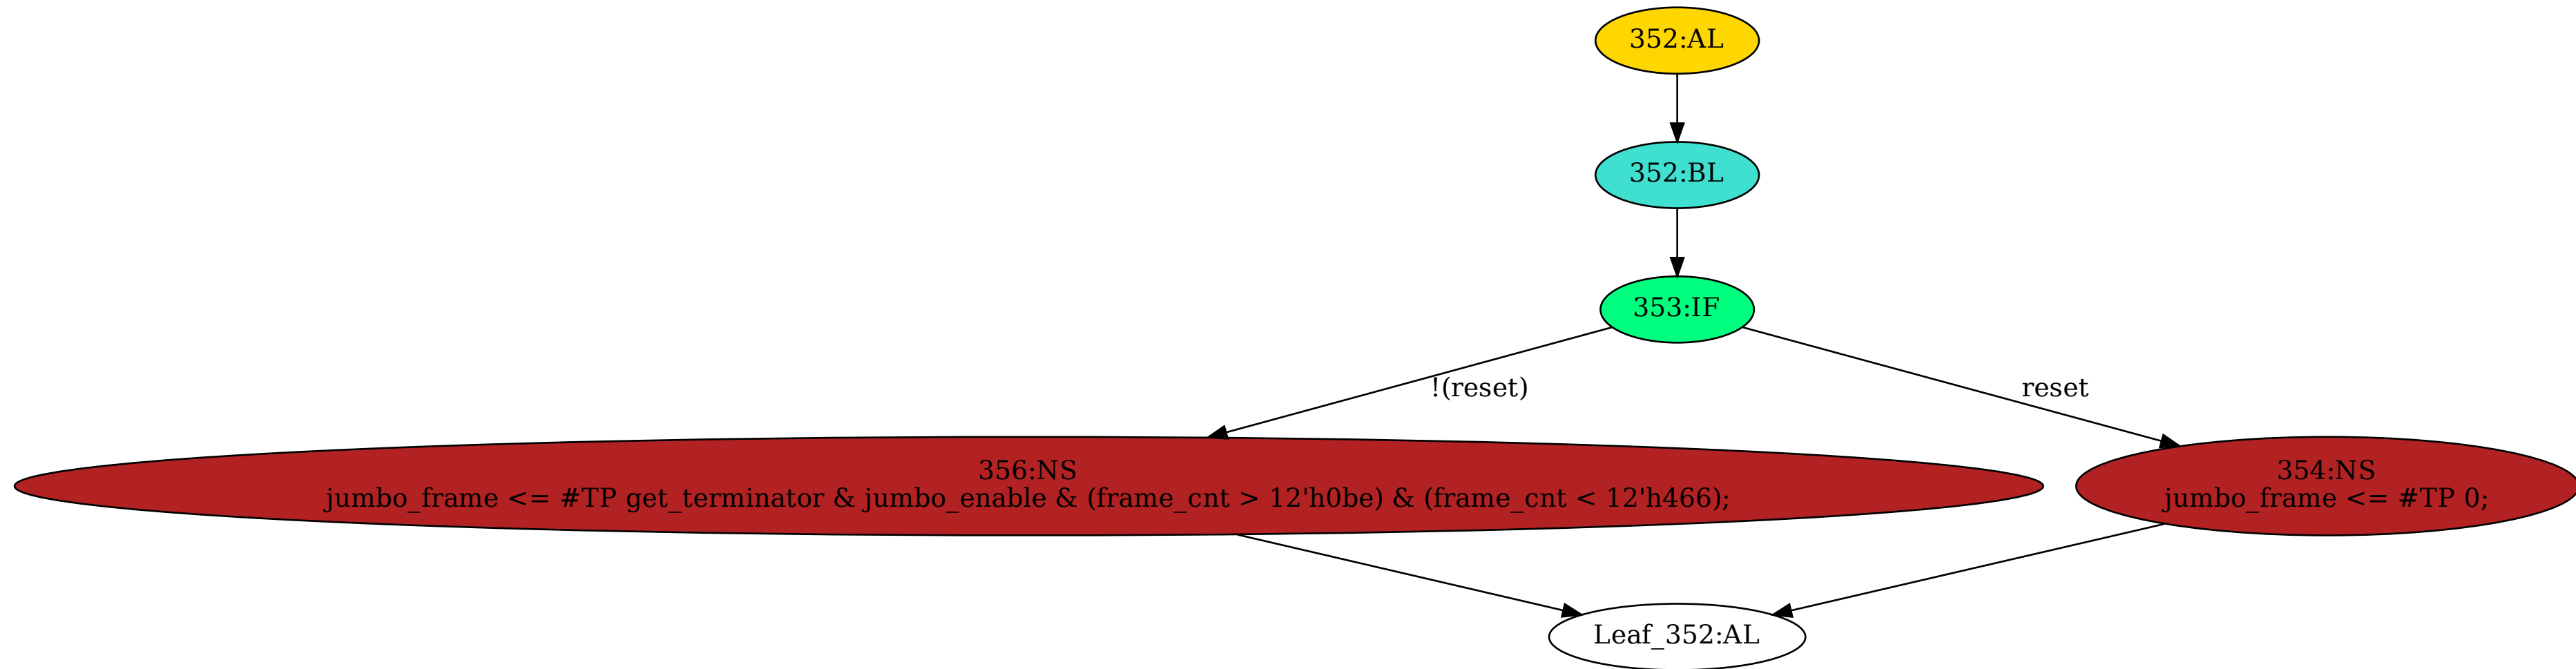 352:AL
352:BL
353:IF
!(reset)
reset
356:NS
jumbo_frame <= #TP get_terminator & jumbo_enable & (frame_cnt > 12'h0be) & (frame_cnt < 12'h466);
354:NS
jumbo_frame <= #TP 0;
Leaf_352:AL